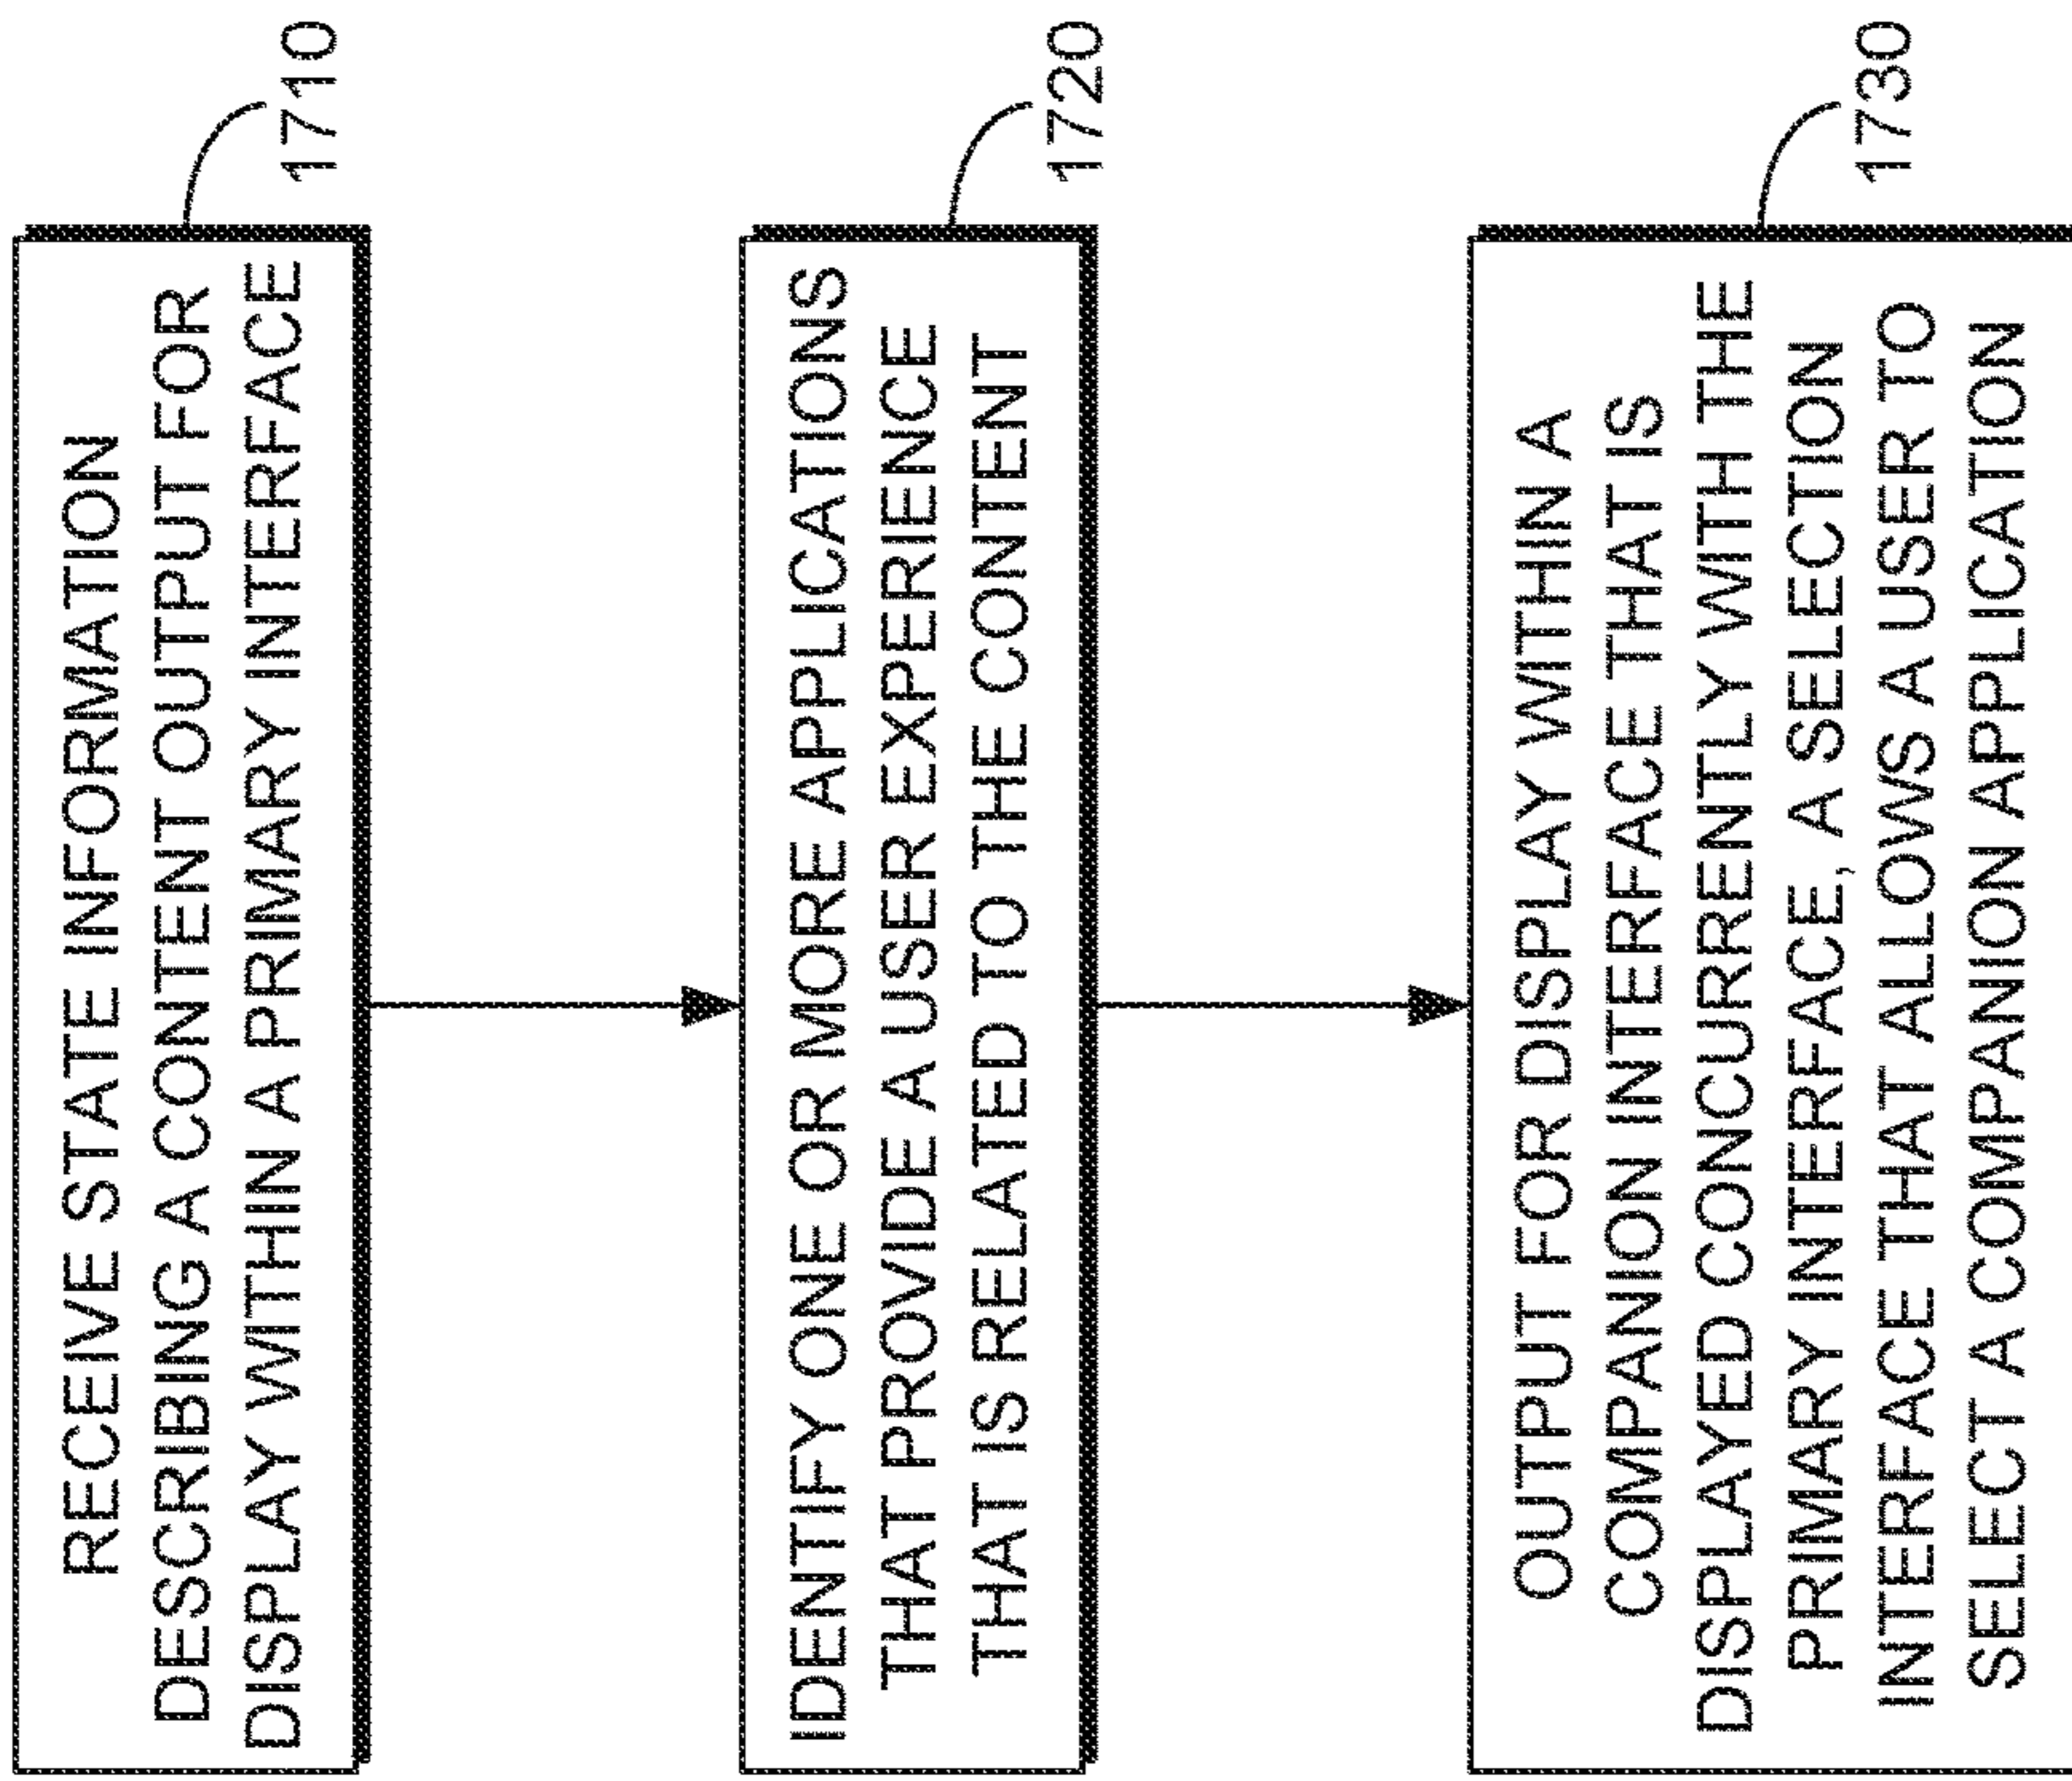 RECEIVE STATE INFORMATION
DESCRIBING A CONTENT OUTPUT FOR
DISPLAY WITHIN A PRIMARY INTERFACE
1710
IDENTIFY ONE OR MORE APPLICATIONS
THAT PROVIDE A USER EXPERIENCE
THAT IS RELATED TO THE CONTENT
1720
OUTPUT FOR DISPLAY WITHIN A
COMPANION INTERFACE THAT IS
DISPLAYED CONCURRENTLY WITH THE
PRIMARY INTERFACE, A SELECTION
INTERFACE THAT ALLOWS A USER TO
SELECT A COMPANION APPLICATION
1730